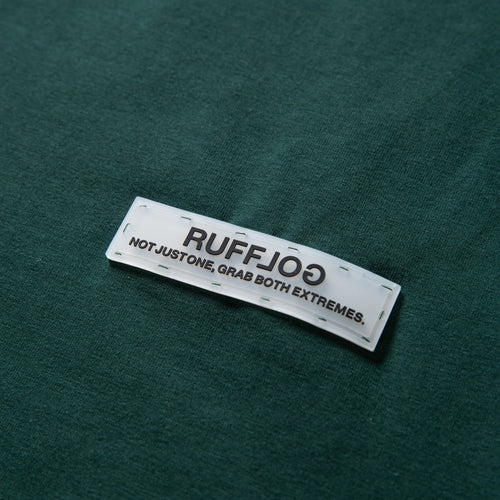 RUFFLOG
NOT JUST ONE, GRAB BOTH EXTREMES.